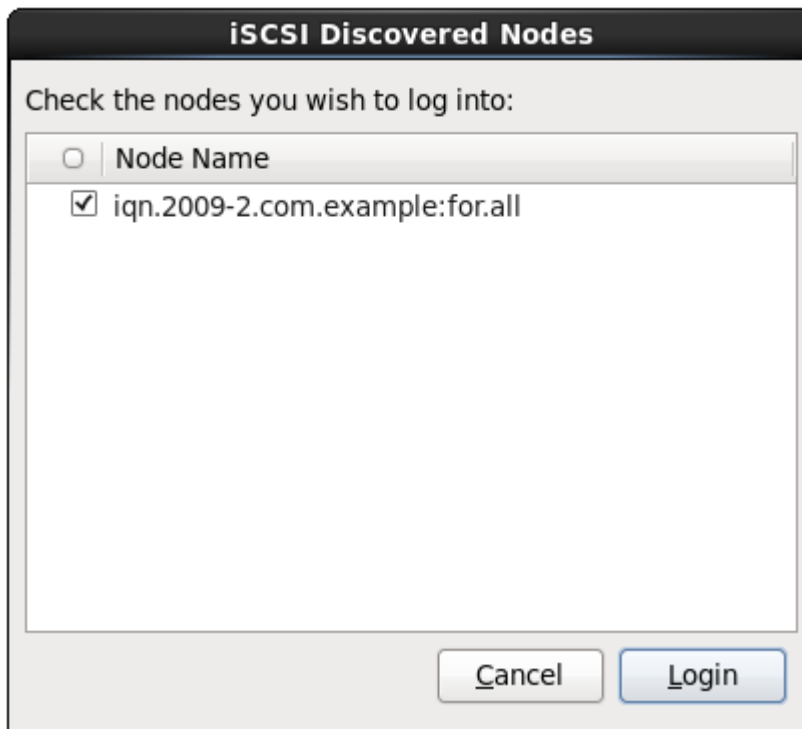 iSCSI Discovered Nodes
Check the nodes you wish to log into:
Node Name
iqn.2009-2.com.example:for.all
Cancel Login